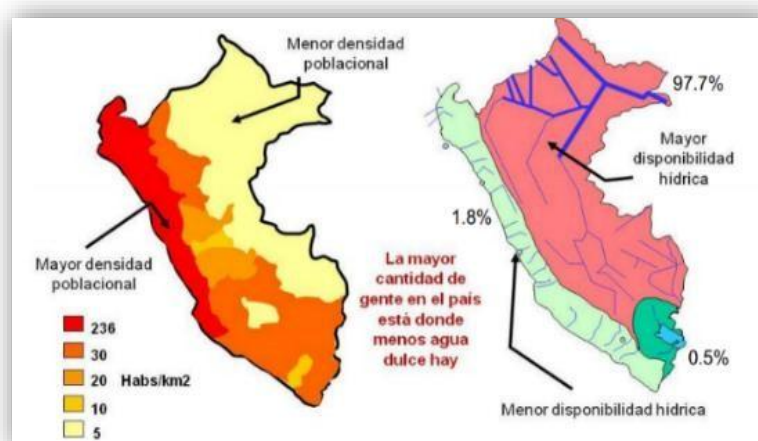 Menor densidad
poblacional
Mayor densidad
poblacional
236
30
20 Habs/km2
10
5
La mayor
cantidad de
gente en el país
está donde
menos agua
dulce hay
97.7%
Mayor
disponibilidad
hídrica
1.8%
0.5%
Menor disponibilidad hídrica